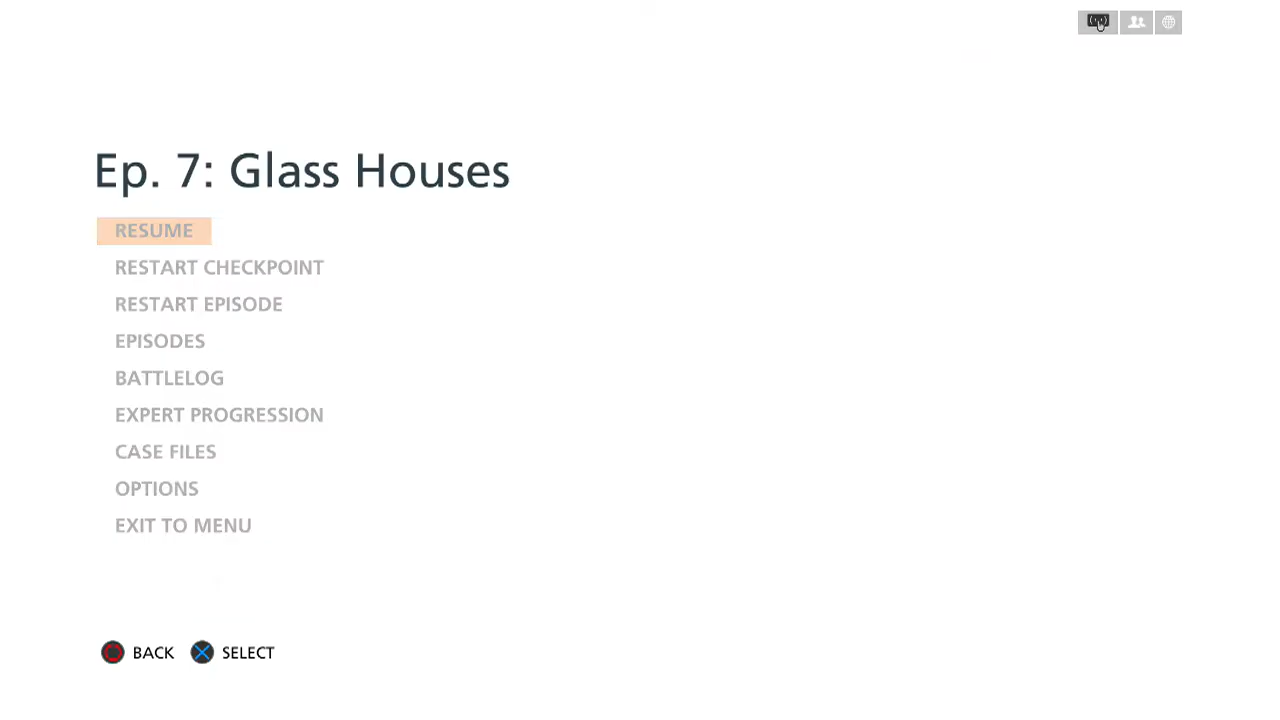 Ep. 7: Glass Houses
RESUME
RESTART CHECKPOINT
RESTART EPISODE
EPISODES
BATTLELOG
EXPERT PROGRESSION
CASE FILES
OPTIONS
EXIT TO MENU
BACK SELECT